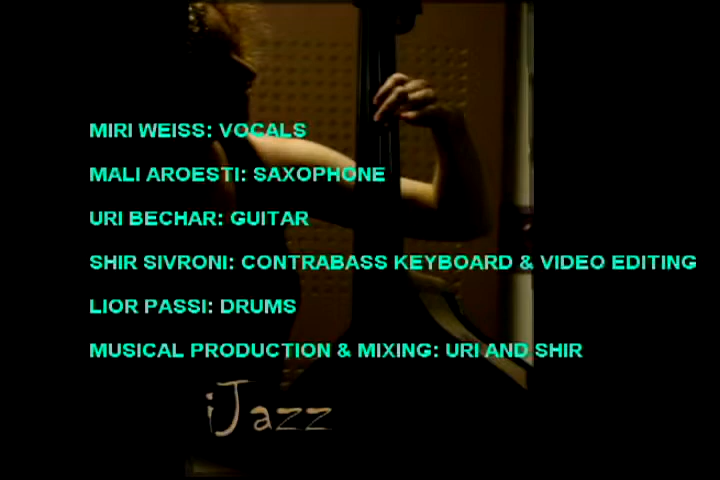 MIRI WEISS: VOCALS
MALI AROESTI: SAXOPHONE
URI BECHAR: GUITAR
SHIR SIVRONI: CONTRABASS KEYBOARD & VIDEO EDITING
LIOR PASSI: DRUMS
MUSICAL PRODUCTION & MIXING: URI AND SHIR
iJazz